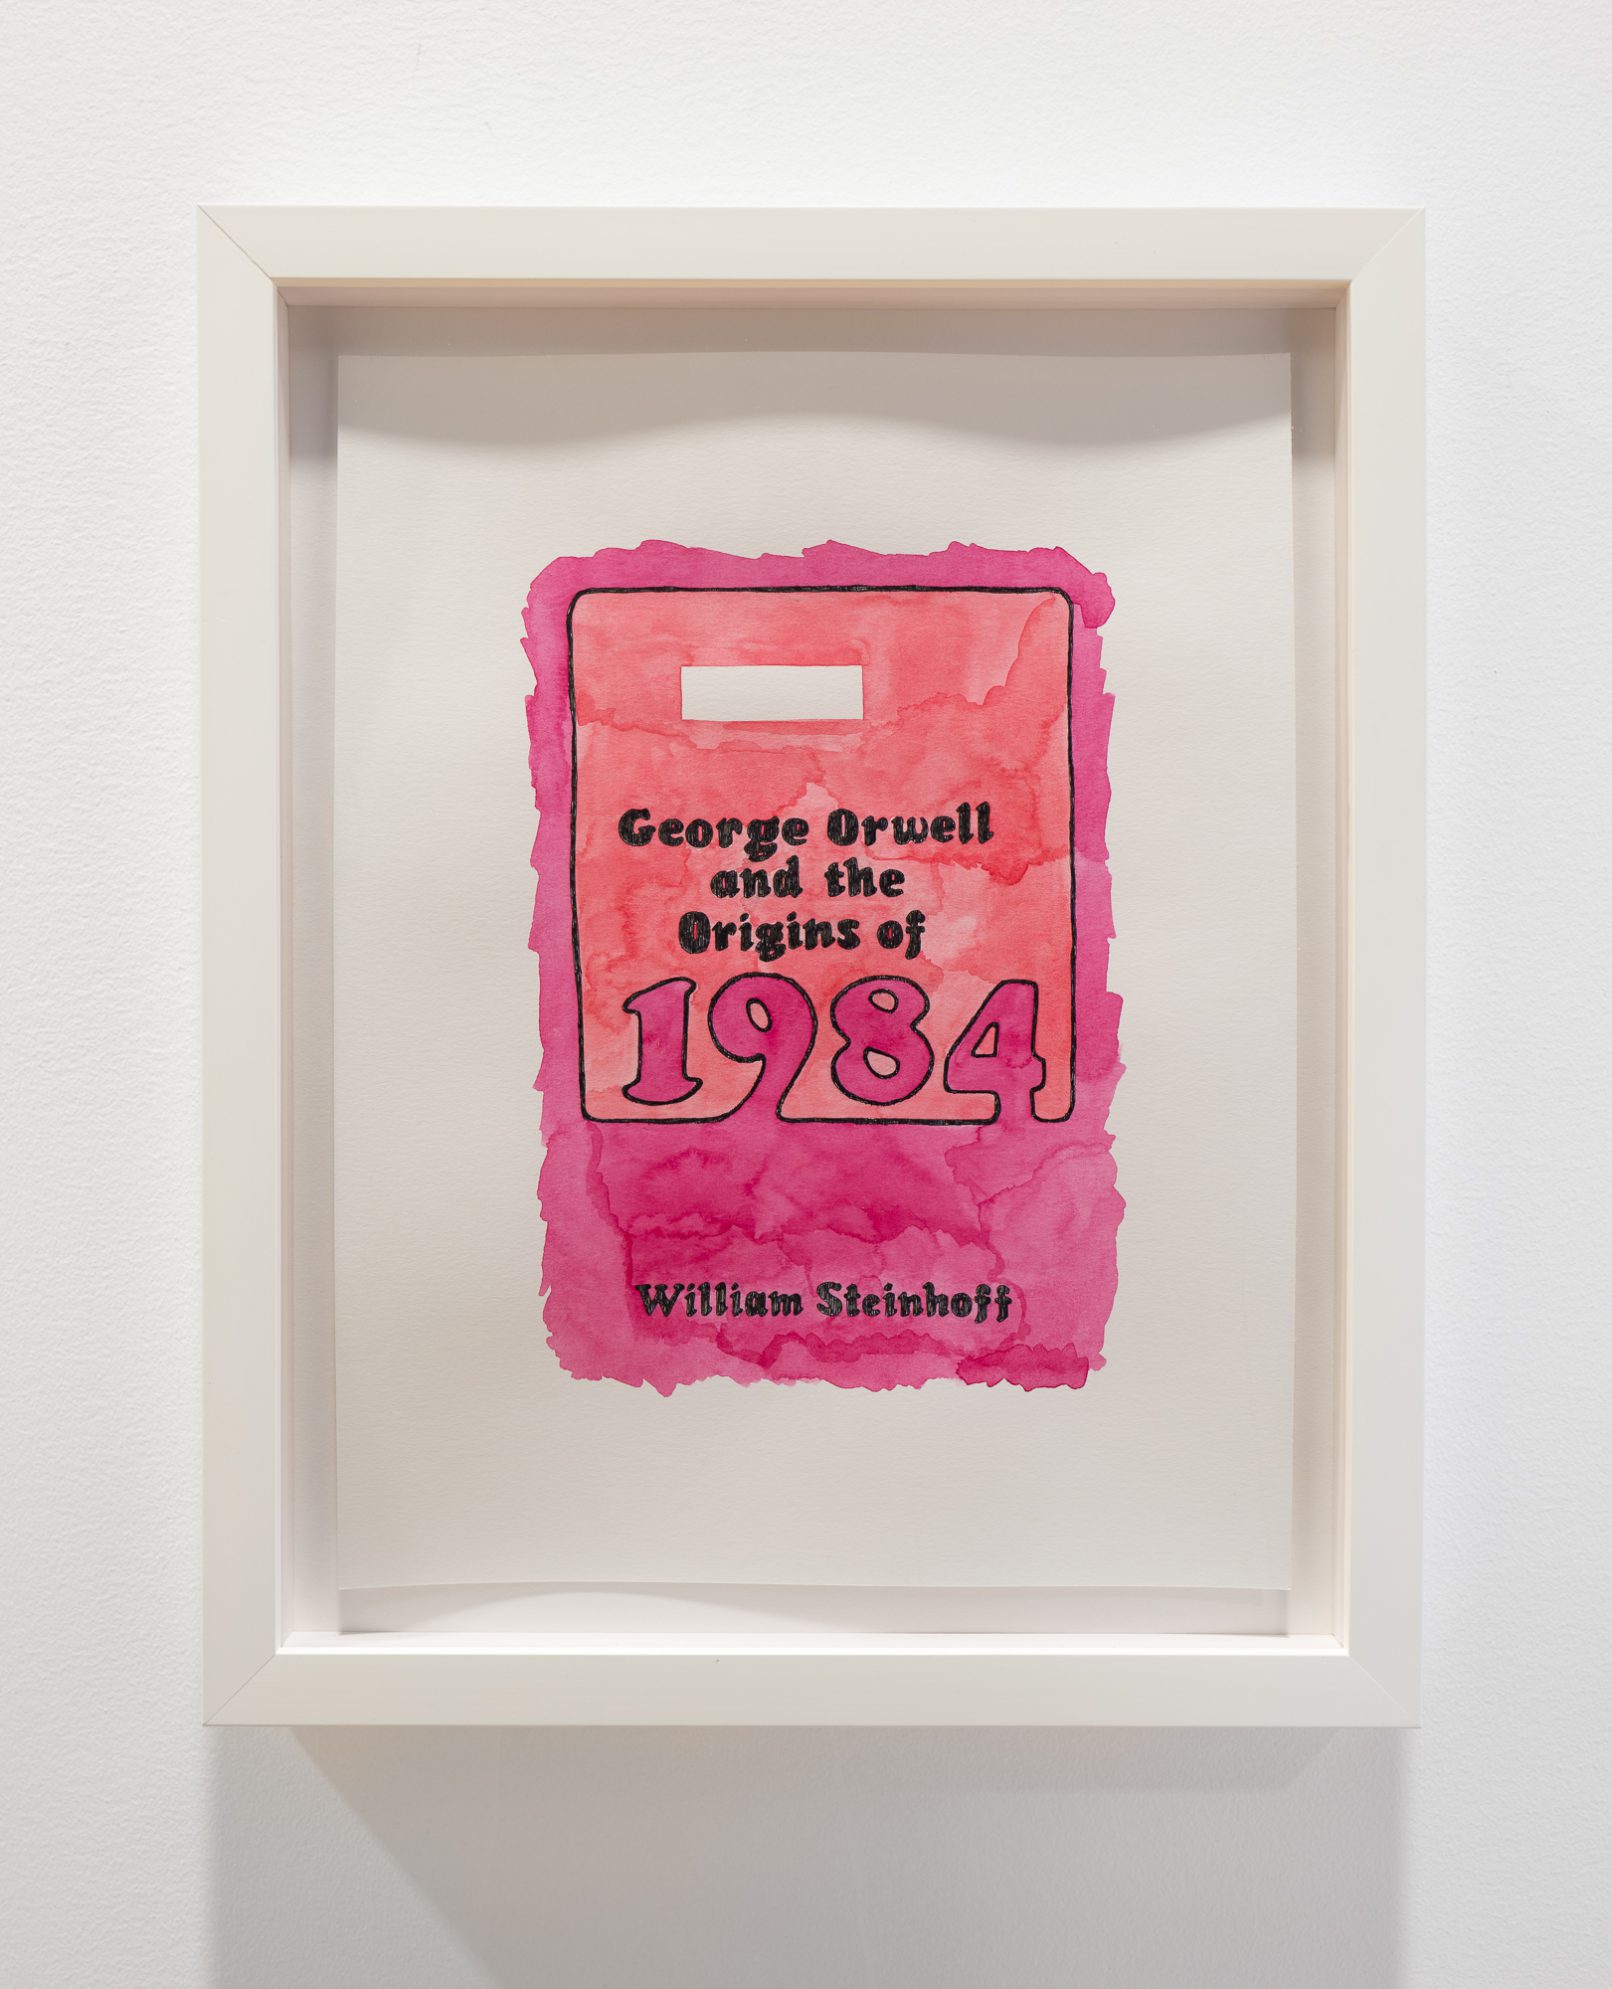 George Orwell
and the
Origins of
1984
William Steinhoff